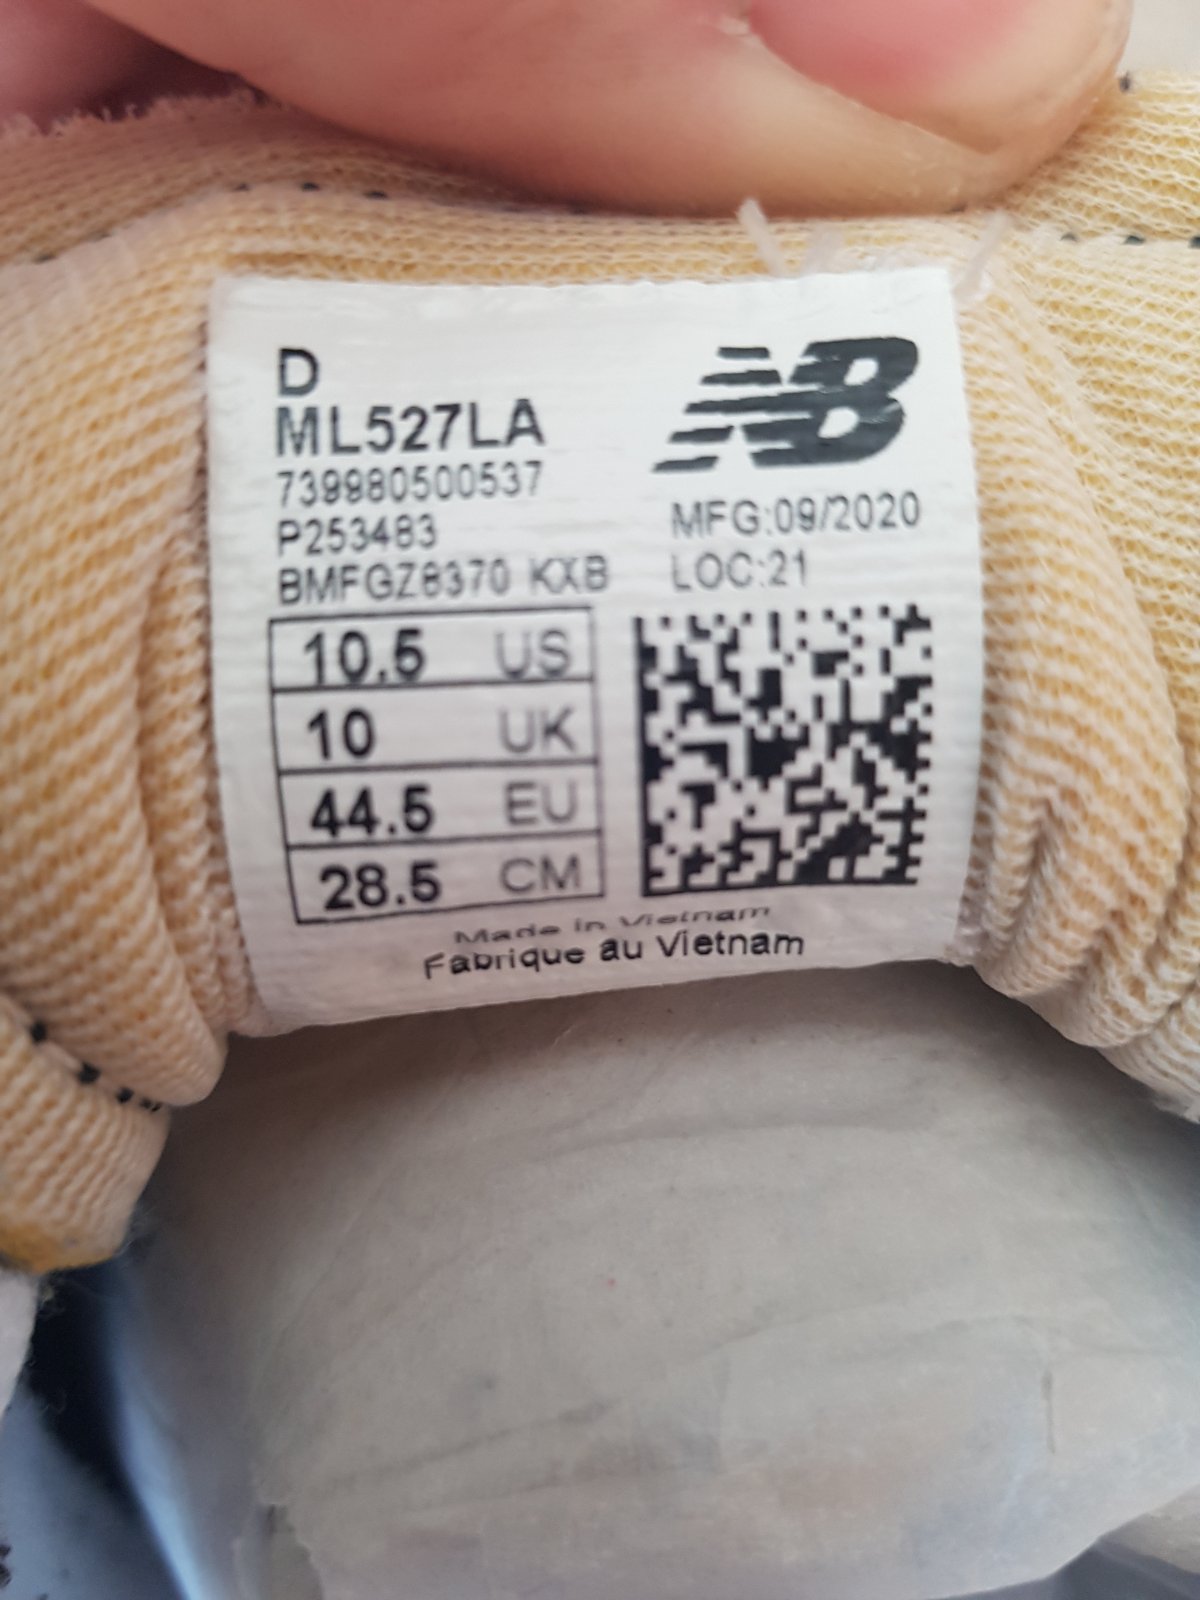 D
ML527LA
NB
739980500537
P253483
MFG:09/2020
BMFGZ8370 KXB
LOC:21
10.5 US
10 UK
44.5 EU
28.5 CM
Made in Vietnam
Fabrique au Vietnam